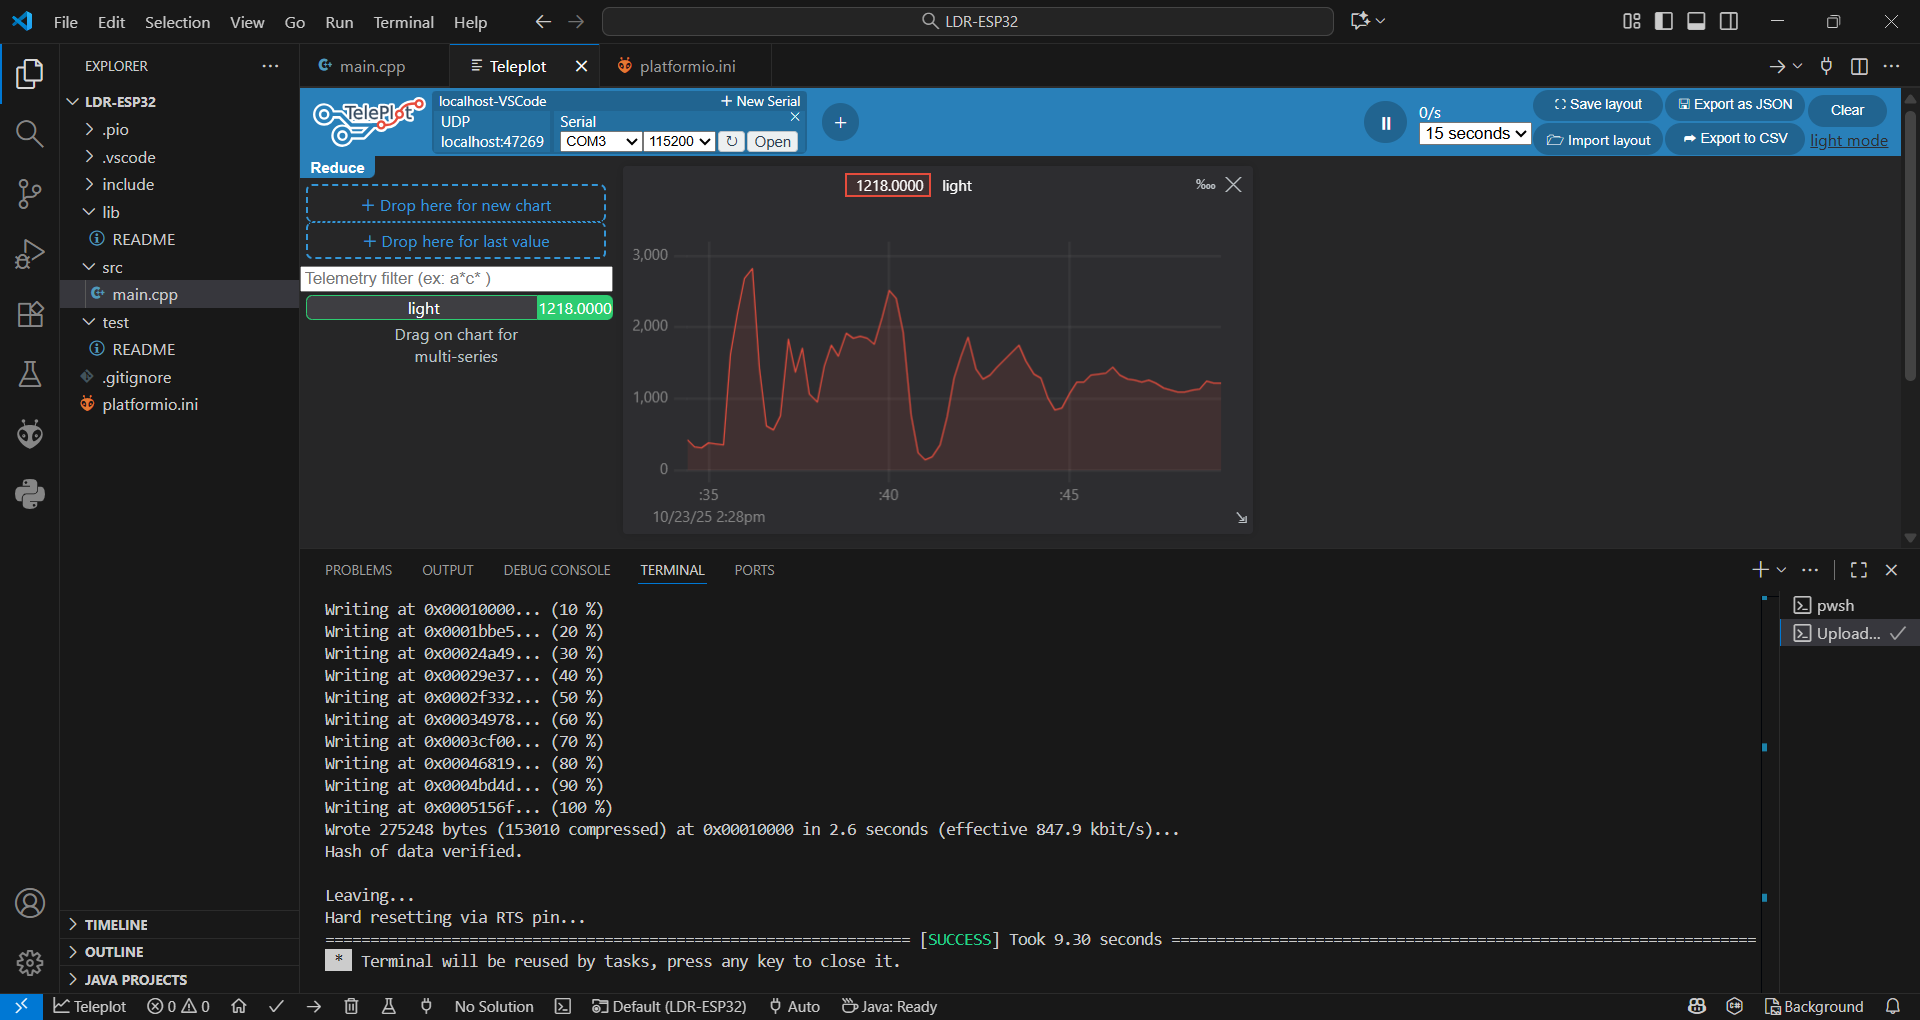 File Edit Selection View Go Run Terminal Help
LDR-ESP32
EXPLORER
LDR-ESP32
.pio
.vscode
include
lib
README
src
main.cpp
test
README
.gitignore
platformio.ini
TIMELINE
OUTLINE
JAVA PROJECTS
main.cpp
Teleplot
platformio.ini
TelePlot
localhost-VSCode
+ New Serial
UDP
localhost:47269
Serial
COM3 115200 Open
+
0/s
15 seconds
Save layout
Import layout
Export as JSON
Export to CSV
Clear
light mode
Reduce
+ Drop here for new chart
+ Drop here for last value
Telemetry filter (ex: a*c* )
light 1218.0000
Drag on chart for
multi-series
1218.0000 light
3,000
2,000
1,000
0
:35 :40 :45
10/23/25 2:28pm
PROBLEMS OUTPUT DEBUG CONSOLE TERMINAL PORTS
Writing at 0x00010000... (10 %)
Writing at 0x0001bbe5... (20 %)
Writing at 0x00024a49... (30 %)
Writing at 0x00029e37... (40 %)
Writing at 0x0002f332... (50 %)
Writing at 0x00034978... (60 %)
Writing at 0x0003cf00... (70 %)
Writing at 0x00046819... (80 %)
Writing at 0x0004bd4d... (90 %)
Writing at 0x0005156f... (100 %)
Wrote 275248 bytes (153010 compressed) at 0x00010000 in 2.6 seconds (effective 847.9 kbit/s)...
Hash of data verified.
Leaving...
Hard resetting via RTS pin...
================================================================= [SUCCESS] Took 9.30 seconds =================================================================
* Terminal will be reused by tasks, press any key to close it.
pwsh
Upload...
Teleplot 0 0 No Solution Default (LDR-ESP32) Auto Java: Ready Background